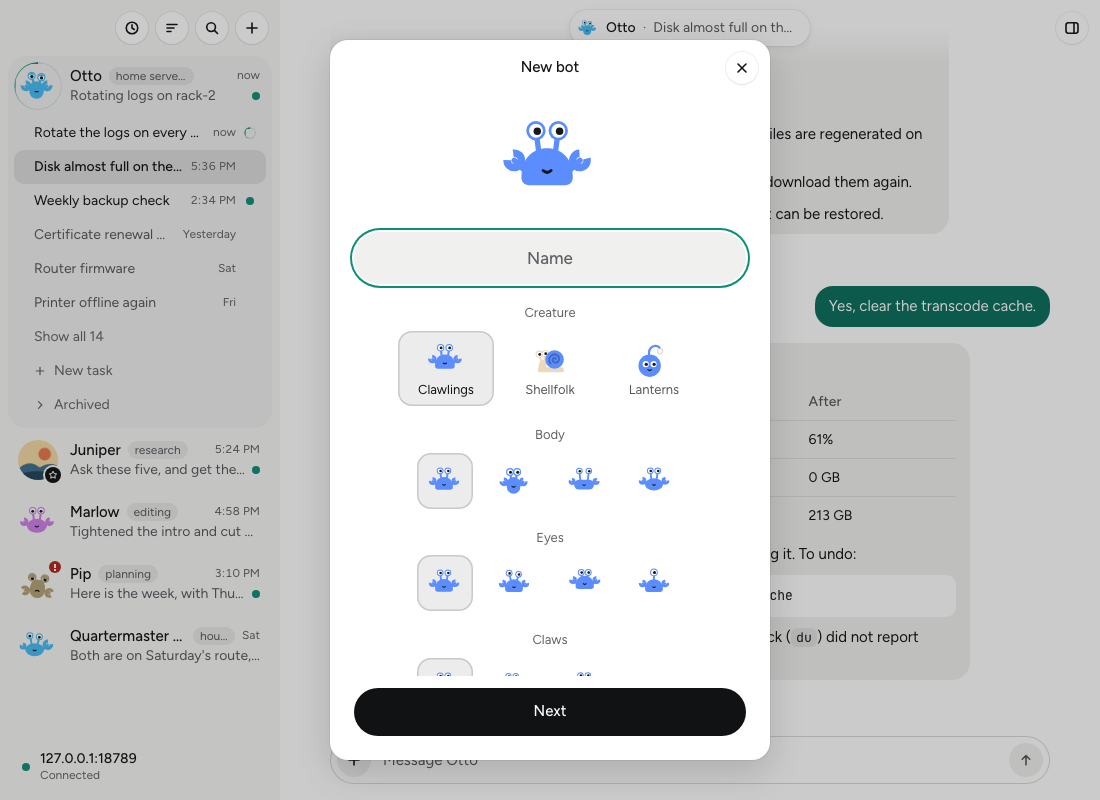 Otto home serve... now
Rotating logs on rack-2
Rotate the logs on every ... now
Disk almost full on the... 5:36 PM
Weekly backup check 2:34 PM
Certificate renewal ... Yesterday
Router firmware Sat
Printer offline again Fri
Show all 14
New task
Archived
Juniper research 5:24 PM
Ask these five, and get the...
Marlow editing 4:58 PM
Tightened the intro and cut ...
Pip planning 3:10 PM
Here is the week, with Thu...
Quartermaster ... hou... Sat
Both are on Saturday's route,...
127.0.0.1:18789
Connected
Otto · Disk almost full on th...
iles are regenerated on
download them again.
can be restored.
Yes, clear the transcode cache.
After
61%
0 GB
213 GB
g it. To undo:
che
ck ( du ) did not report
Message Otto
New bot
Name
Creature
Clawlings Shellfolk Lanterns
Body
Eyes
Claws
Next